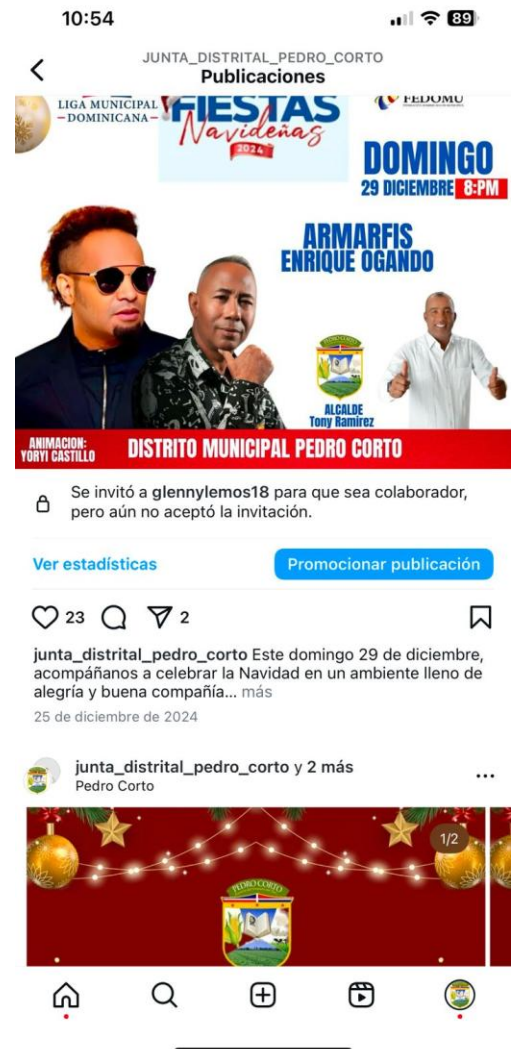 10:54
89
JUNTA_DISTRITAL_PEDRO_CORTO
Publicaciones
LIGA MUNICIPAL
-DOMINICANA-
FIESTAS
Navideñas
2024
FEDOMU
DOMINGO
29 DICIEMBRE 8:PM
ARMARFIS
ENRIQUE OGANDO
PEDRO CORTO
ALCALDE
Tony Ramirez
ANIMACION:
YORYI CASTILLO
DISTRITO MUNICIPAL PEDRO CORTO
Se invitó a glennylemos18 para que sea colaborador,
pero aún no aceptó la invitación.
Ver estadísticas
Promocionar publicación
23
2
junta_distrital_pedro_corto Este domingo 29 de diciembre,
acompáñanos a celebrar la Navidad en un ambiente lleno de
alegría y buena compañía... más
25 de diciembre de 2024
junta_distrital_pedro_corto y 2 más
Pedro Corto
...
1/2
PEDRO CORTO